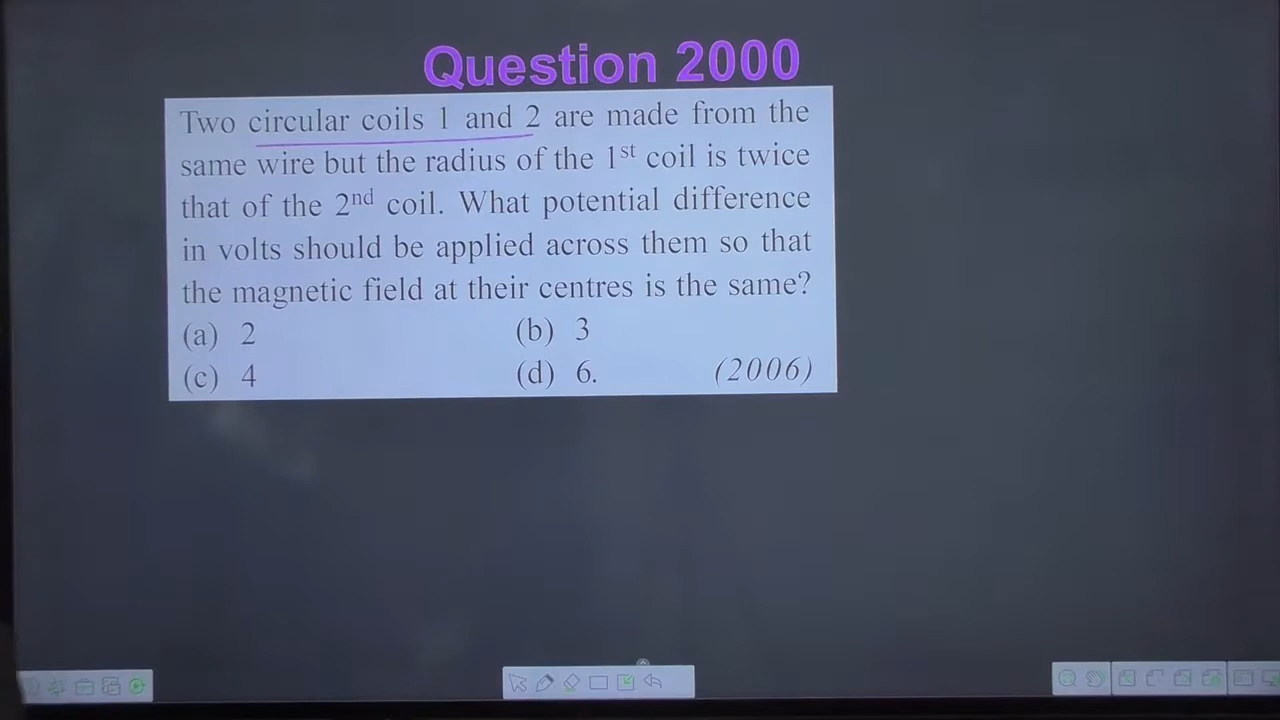 Question 2000
Two circular coils 1 and 2 are made from the
same wire but the radius of the 1st coil is twice
that of the 2nd coil. What potential difference
in volts should be applied across them so that
the magnetic field at their centres is the same?
(a) 2 (b) 3
(c) 4 (d) 6. (2006)